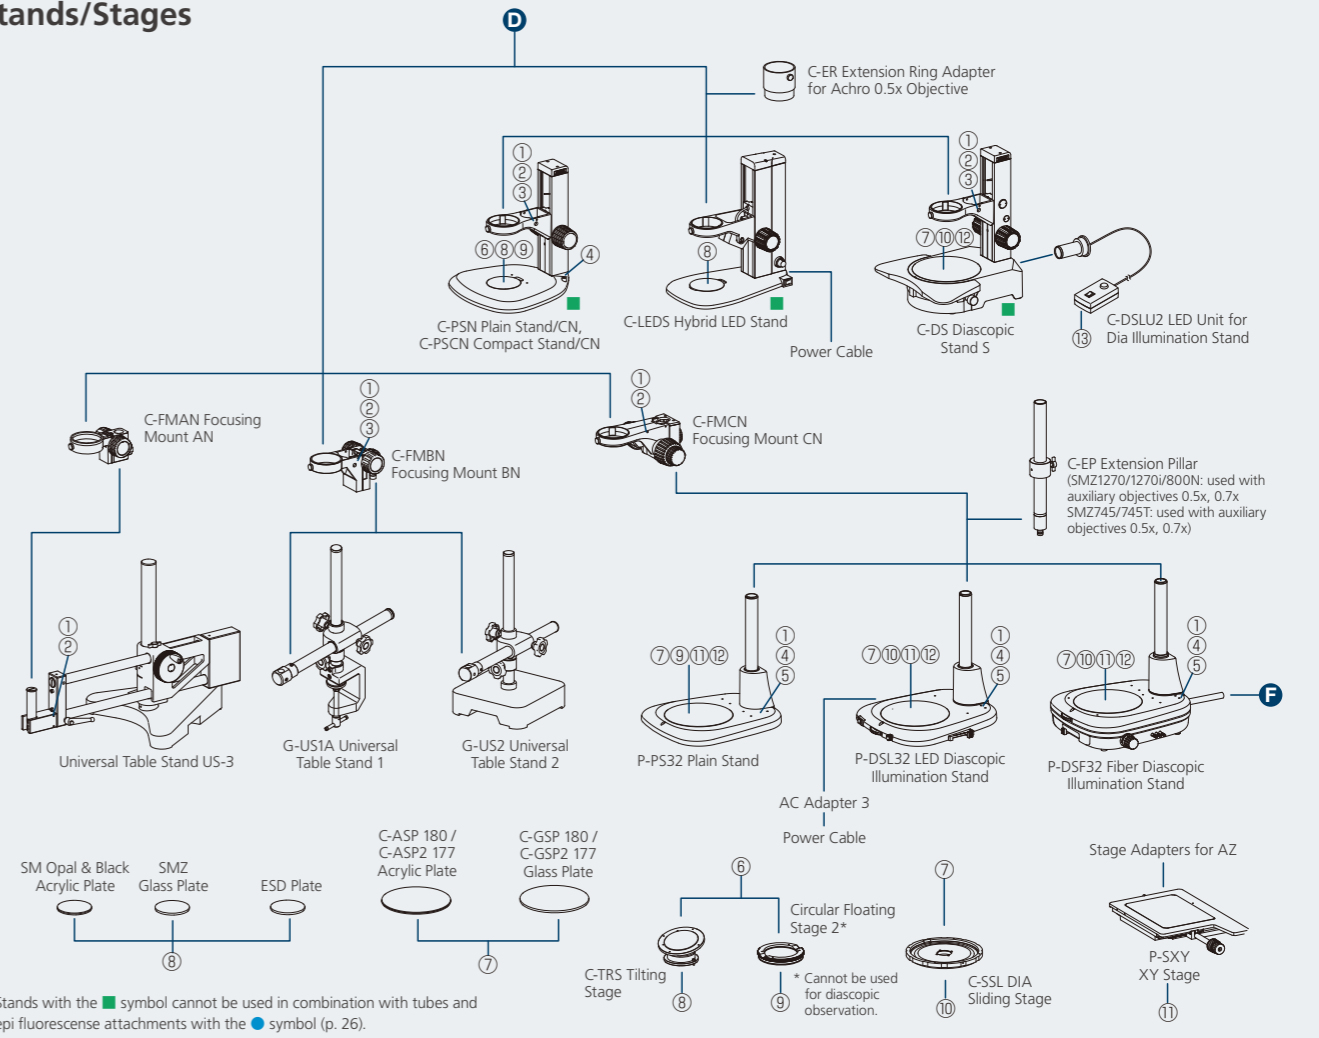 tands/Stages
D
C-ER Extension Ring Adapter
for Achro 0.5x Objective
①
②
③
⑥⑧⑨
④
C-PSN Plain Stand/CN,
C-PSCN Compact Stand/CN
⑧
C-LEDS Hybrid LED Stand
Power Cable
①
②
③
⑦⑩⑫
C-DS Diascopic
Stand S
⑬
C-DSLU2 LED Unit for
Dia Illumination Stand
C-FMAN Focusing
Mount AN
①
②
③
C-FMBN
Focusing Mount BN
①
②
C-FMCN
Focusing Mount CN
C-EP Extension Pillar
(SMZ1270/1270i/800N: used with
auxiliary objectives 0.5x, 0.7x
SMZ745/745T: used with auxiliary
objectives 0.5x, 0.7x)
①
②
Universal Table Stand US-3
G-US1A Universal
Table Stand 1
G-US2 Universal
Table Stand 2
⑦⑨⑪⑫
①
④
⑤
P-PS32 Plain Stand
⑦⑩⑪⑫
①
④
⑤
P-DSL32 LED Diascopic
Illumination Stand
AC Adapter 3
Power Cable
⑦⑩⑪⑫
①
④
⑤
F
P-DSF32 Fiber Diascopic
Illumination Stand
SM Opal & Black
Acrylic Plate
SMZ
Glass Plate
ESD Plate
⑧
C-ASP 180 /
C-ASP2 177
Acrylic Plate
C-GSP 180 /
C-GSP2 177
Glass Plate
⑦
⑥
C-TRS Tilting
Stage
⑧
Circular Floating
Stage 2*
⑨
* Cannot be used
for diascopic
observation.
⑦
C-SSL DIA
Sliding Stage
⑩
Stage Adapters for AZ
P-SXY
XY Stage
⑪
Stands with the ■ symbol cannot be used in combination with tubes and
epi fluorescense attachments with the ● symbol (p. 26).